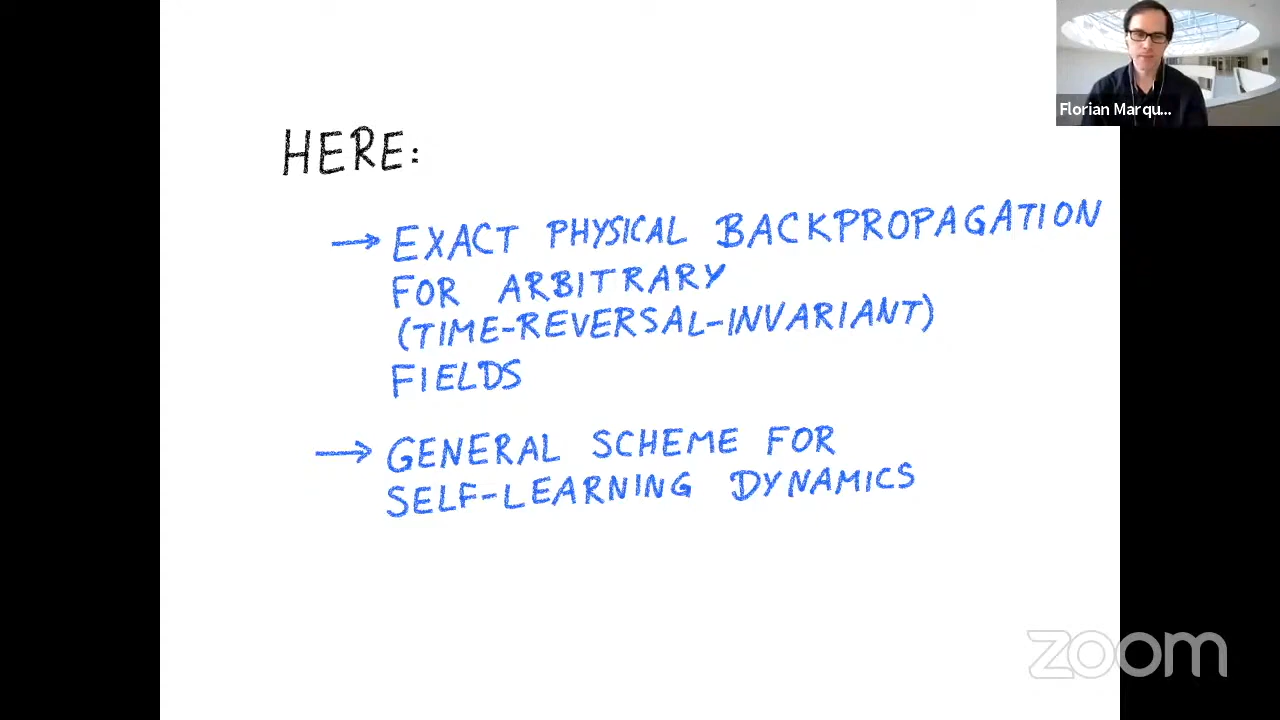 Florian Marqu...
HERE:
→ EXACT PHYSICAL BACKPROPAGATION
FOR ARBITRARY
(TIME-REVERSAL-INVARIANT)
FIELDS
→ GENERAL SCHEME FOR
SELF-LEARNING DYNAMICS
zoom